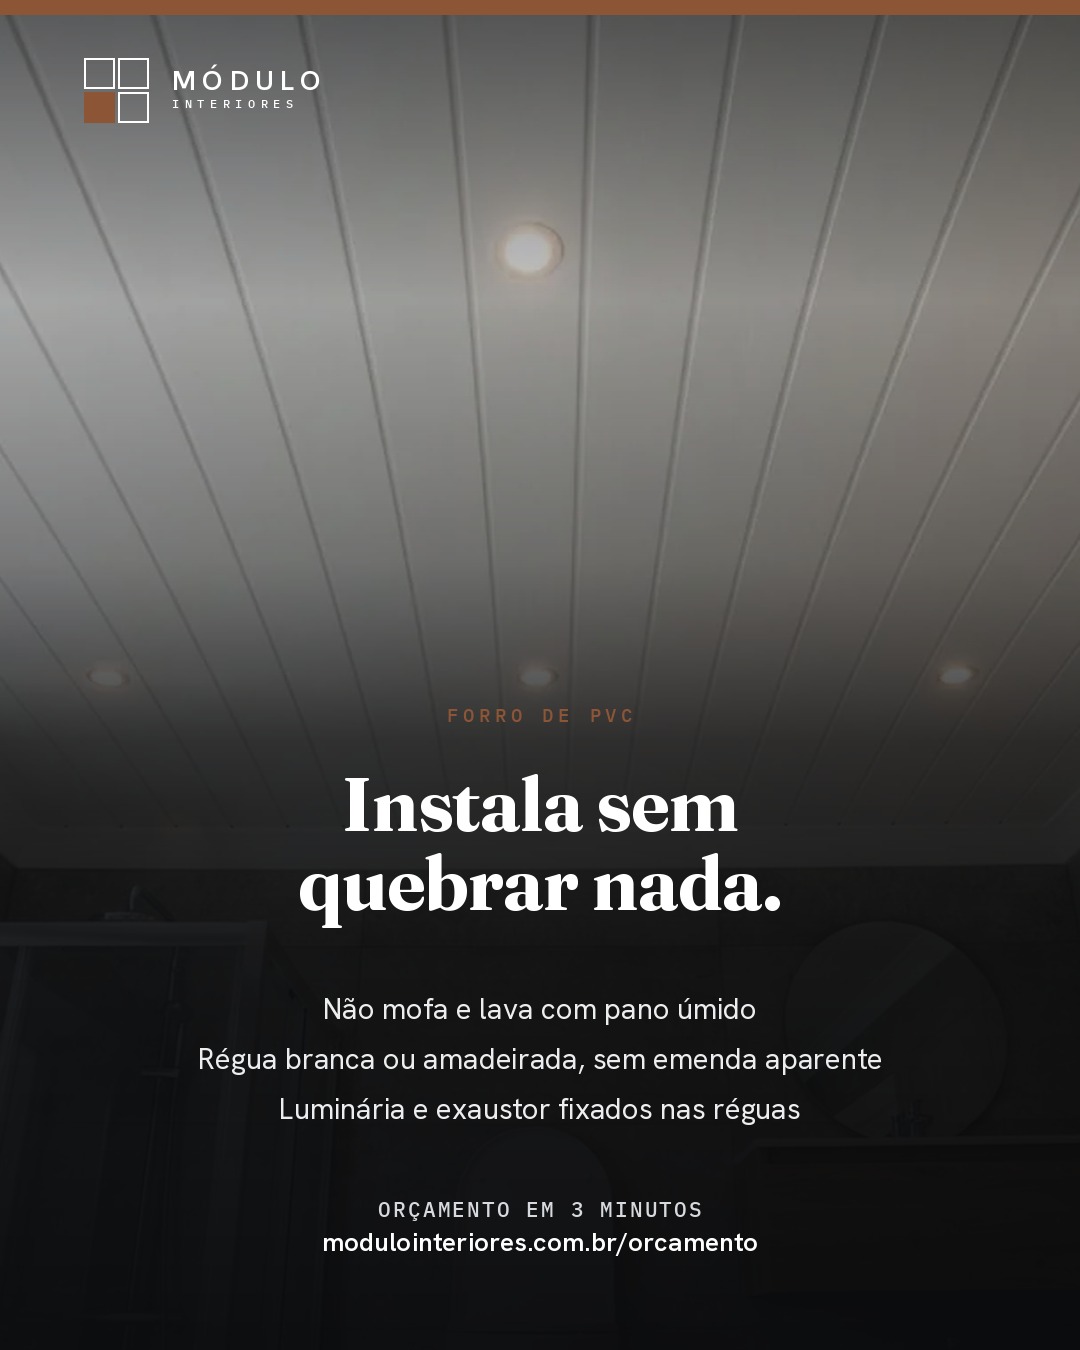 MÓDULO
INTERIORES
FORRO DE PVC
Instala sem
quebrar nada.
Não mofa e lava com pano úmido
Régua branca ou amadeirada, sem emenda aparente
Luminária e exaustor fixados nas réguas
ORÇAMENTO EM 3 MINUTOS
modulointeriores.com.br/orcamento